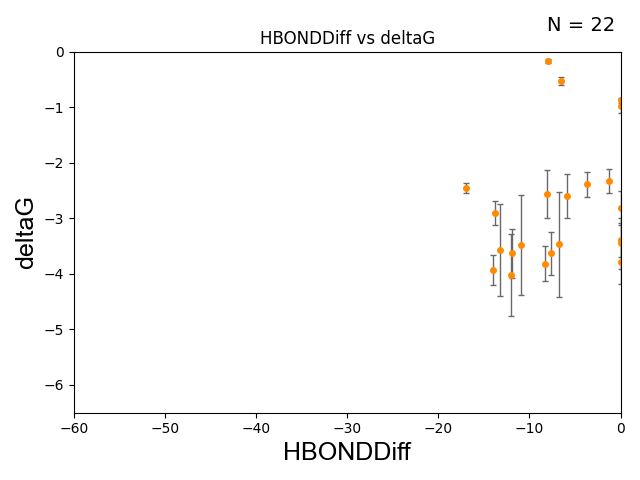 N = 22
HBONDDiff vs deltaG
deltaG
0
−1
−2
−3
−4
−5
−6
−60 −50 −40 −30 −20 −10 0
HBONDDiff